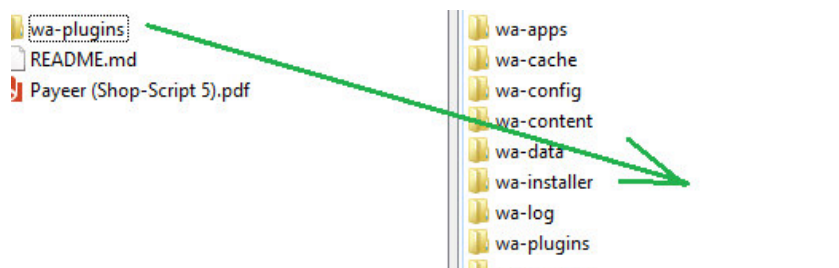 wa-plugins
README.md
Payeer (Shop-Script 5).pdf
wa-apps
wa-cache
wa-config
wa-content
wa-data
wa-installer
wa-log
wa-plugins